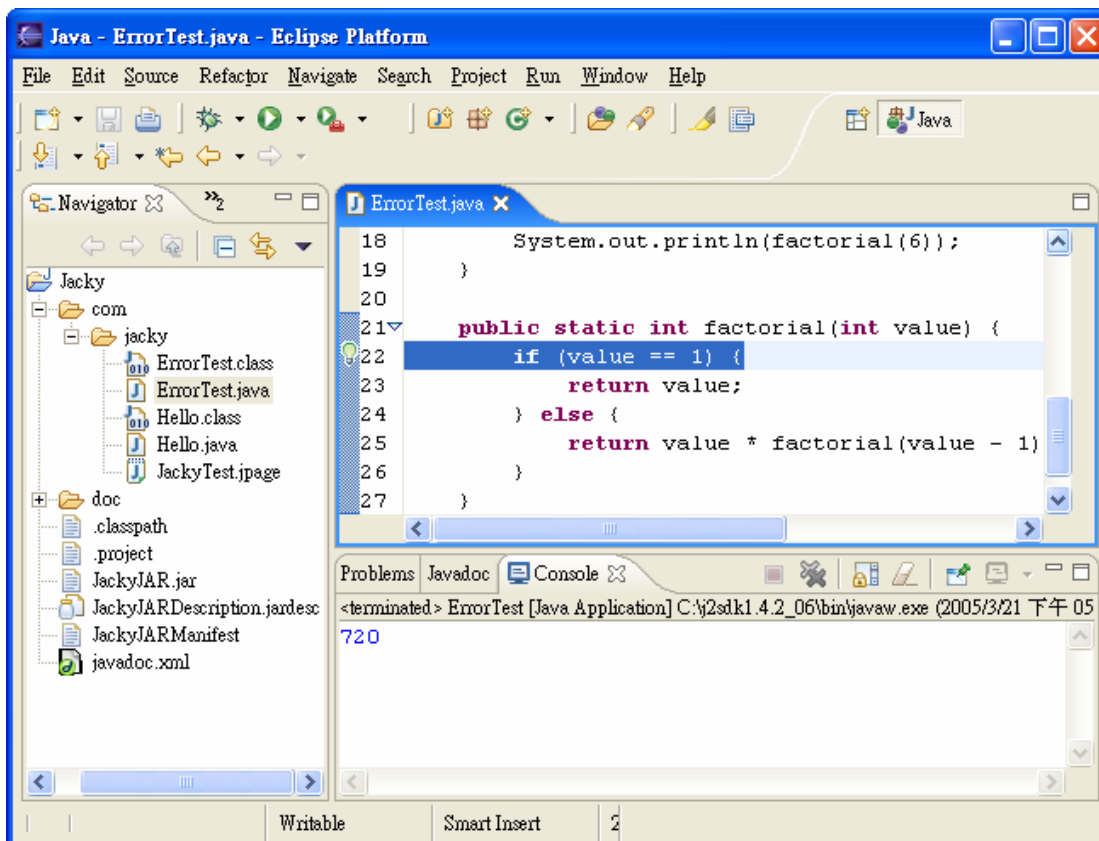 Java - ErrorTest.java - Eclipse Platform
File Edit Source Refactor Navigate Search Project Run Window Help
Java
Navigator
2
ErrorTest.java
Jacky
com
jacky
ErrorTest.class
ErrorTest.java
Hello.class
Hello.java
JackyTest.jpage
doc
.classpath
.project
JackyJAR.jar
JackyJARDescription.jardesc
JackyJARManifest
javadoc.xml
18 System.out.println(factorial(6));
19 }
20
21 public static int factorial(int value) {
22 if (value == 1) {
23 return value;
24 } else {
25 return value * factorial(value - 1)
26 }
27 }
Problems Javadoc Console
<terminated> ErrorTest [Java Application] C:\j2sdk1.4.2_06\bin\javaw.exe (2005/3/21 下午 05
720
Writable Smart Insert 2